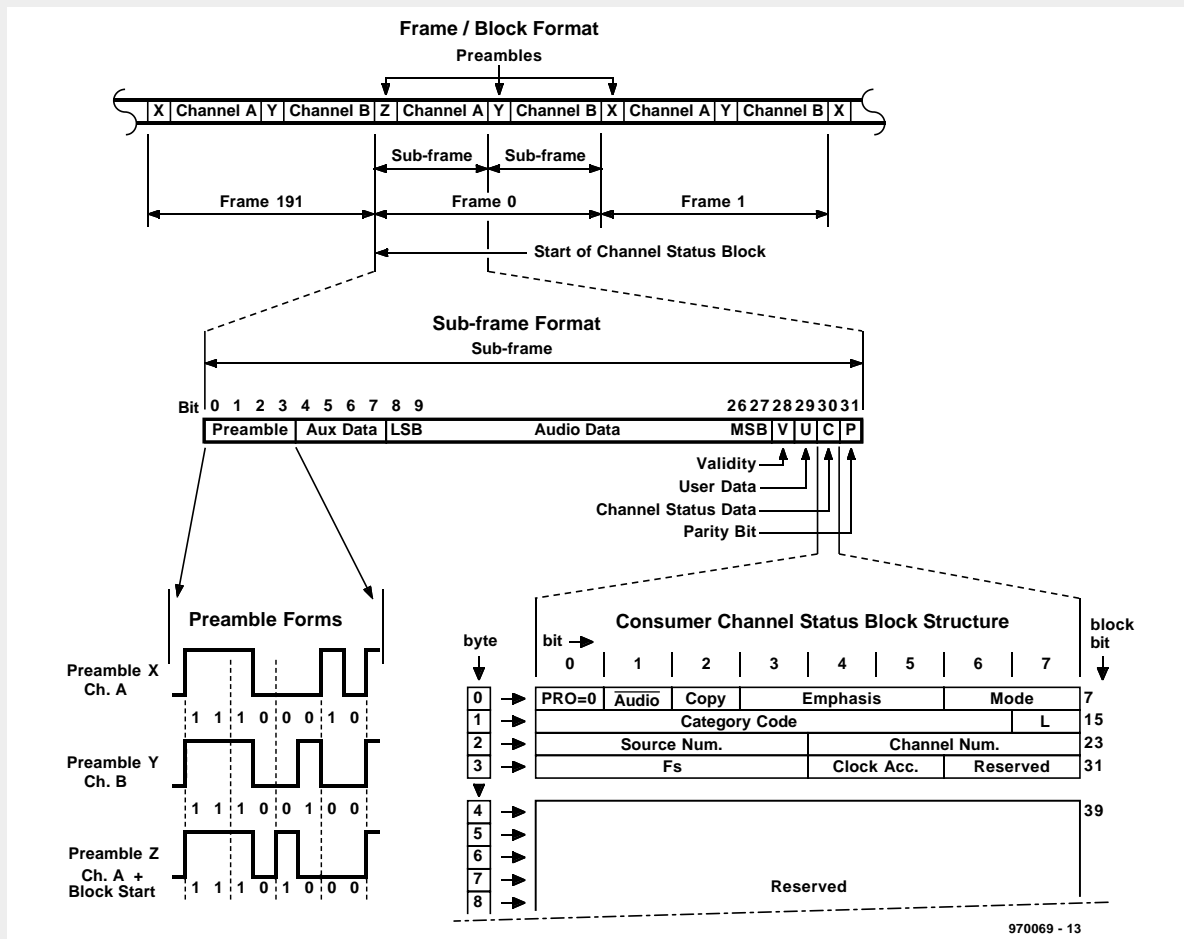 Frame / Block Format
Preambles
X Channel A Y Channel B Z Channel A Y Channel B X Channel A Y Channel B X
Sub-frame Sub-frame
Frame 191 Frame 0 Frame 1
Start of Channel Status Block
Sub-frame Format
Sub-frame
Bit 0 1 2 3 4 5 6 7 8 9 26 27 28 29 30 31
Preamble Aux Data LSB Audio Data MSB V U C P
Validity
User Data
Channel Status Data
Parity Bit
Preamble Forms
Preamble X
Ch. A
1 1 1 0 0 0 1 0
Preamble Y
Ch. B
1 1 1 0 0 1 0 0
Preamble Z
Ch. A +
Block Start
1 1 1 0 1 0 0 0
Consumer Channel Status Block Structure
byte bit block
bit
0 1 2 3 4 5 6 7
0 PRO=0 Audio Copy Emphasis Mode 7
1 Category Code L 15
2 Source Num. Channel Num. 23
3 Fs Clock Acc. Reserved 31
4 39
5
6
7 Reserved
8
970069 - 13